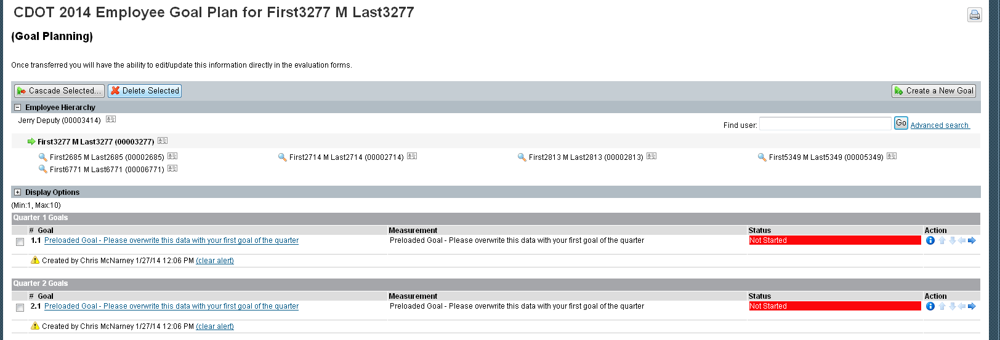 CDOT 2014 Employee Goal Plan for First3277 M Last3277
(Goal Planning)
Once transferred you will have the ability to edit/update this information directly in the evaluation forms.
Cascade Selected... Delete Selected Create a New Goal
Employee Hierarchy
Jerry Deputy (00003414) Find user: Go Advanced search
First3277 M Last3277 (00003277)
First2685 M Last2685 (00002685) First2714 M Last2714 (00002714) First2813 M Last2813 (00002813) First5349 M Last5349 (00005349)
First6771 M Last6771 (00006771)
Display Options
(Min:1, Max:10)
Quarter 1 Goals
# Goal Measurement Status Action
1.1 Preloaded Goal - Please overwrite this data with your first goal of the quarter Preloaded Goal - Please overwrite this data with your first goal of the quarter Not Started
Created by Chris McNarney 1/27/14 12:06 PM (clear alert)
Quarter 2 Goals
# Goal Measurement Status Action
2.1 Preloaded Goal - Please overwrite this data with your first goal of the quarter Preloaded Goal - Please overwrite this data with your first goal of the quarter Not Started
Created by Chris McNarney 1/27/14 12:06 PM (clear alert)